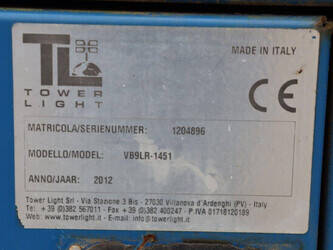 TL
MADE IN ITALY
TOWER
LIGHT
CE
MATRICOLA/SERIENUMMER: 1204896
MODELLO/MODEL: VB9LR-1451
ANNO/JAAR: 2012
Tower Light Srl - Via Stazione 3 Bis - 27030 Villanova d'Ardenghi (PV) - Italy
Tel: + 39 (0)382 567011 - Fax + 39 (0)382 400247 - P.IVA 01718120189
Web:www.towerlight.it - E-mail:info@towerlight.it